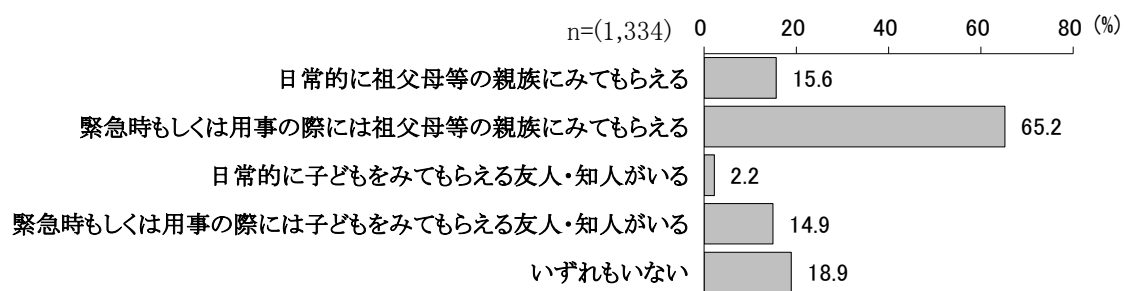 n=(1,334) 0 20 40 60 80 (%)
日常的に祖父母等の親族にみてもらえる 15.6
緊急時もしくは用事の際には祖父母等の親族にみてもらえる 65.2
日常的に子どもをみてもらえる友人・知人がいる 2.2
緊急時もしくは用事の際には子どもをみてもらえる友人・知人がいる 14.9
いずれもいない 18.9